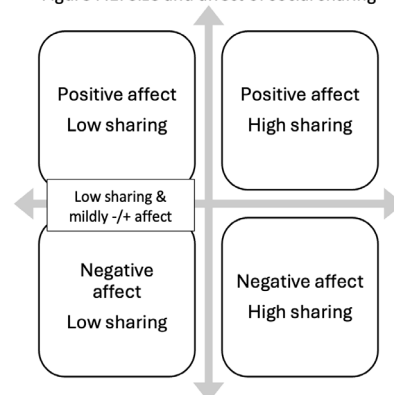 Positive affect
Low sharing
Positive affect
High sharing
Low sharing &
mildly -/+ affect
Negative
affect
Low sharing
Negative affect
High sharing